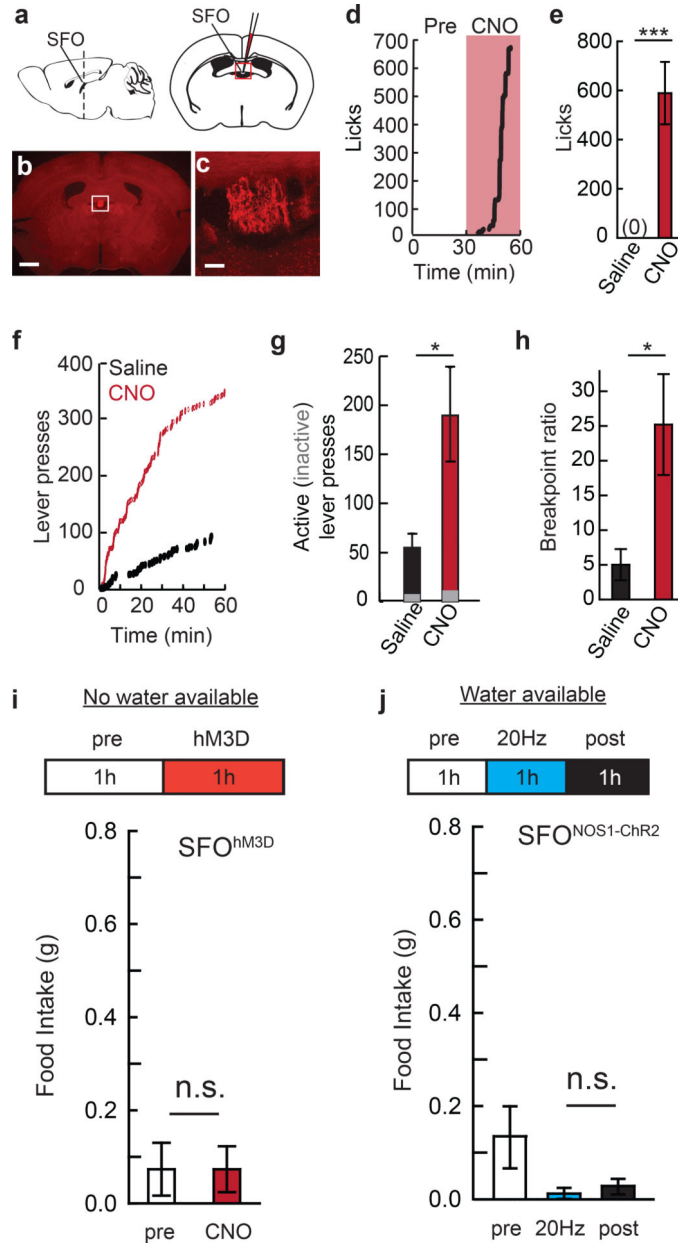 a
SFO
SFO
b
c
d
Pre CNO
Licks
700
600
500
400
300
200
100
0
0 30 60
Time (min)
e
***
Licks
800
600
400
200
0
(0)
Saline
CNO
f
Saline
CNO
Lever presses
400
300
200
100
0
0 20 40 60
Time (min)
g
*
Active (inactive)
lever presses
250
200
150
100
50
0
Saline
CNO
h
*
Breakpoint ratio
35
30
25
20
15
10
5
0
Saline
CNO
i
No water available
pre hM3D
1h 1h
SFOhM3D
Food Intake (g)
0.8
0.6
0.4
0.2
0.0
n.s.
pre CNO
j
Water available
pre 20Hz post
1h 1h 1h
SFONOS1-ChR2
Food Intake (g)
0.8
0.6
0.4
0.2
0.0
n.s.
pre 20Hz post